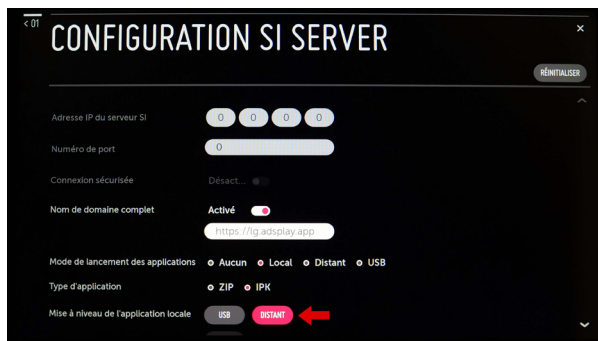 < 01
CONFIGURATION SI SERVER
×
RÉINITIALISER
Adresse IP du serveur SI 0 0 0 0
Numéro de port 0
Connexion sécurisée Désact...
Nom de domaine complet Activé
https://lg.adsplay.app
Mode de lancement des applications Aucun Local Distant USB
Type d'application ZIP IPK
Mise à niveau de l'application locale USB DISTANT